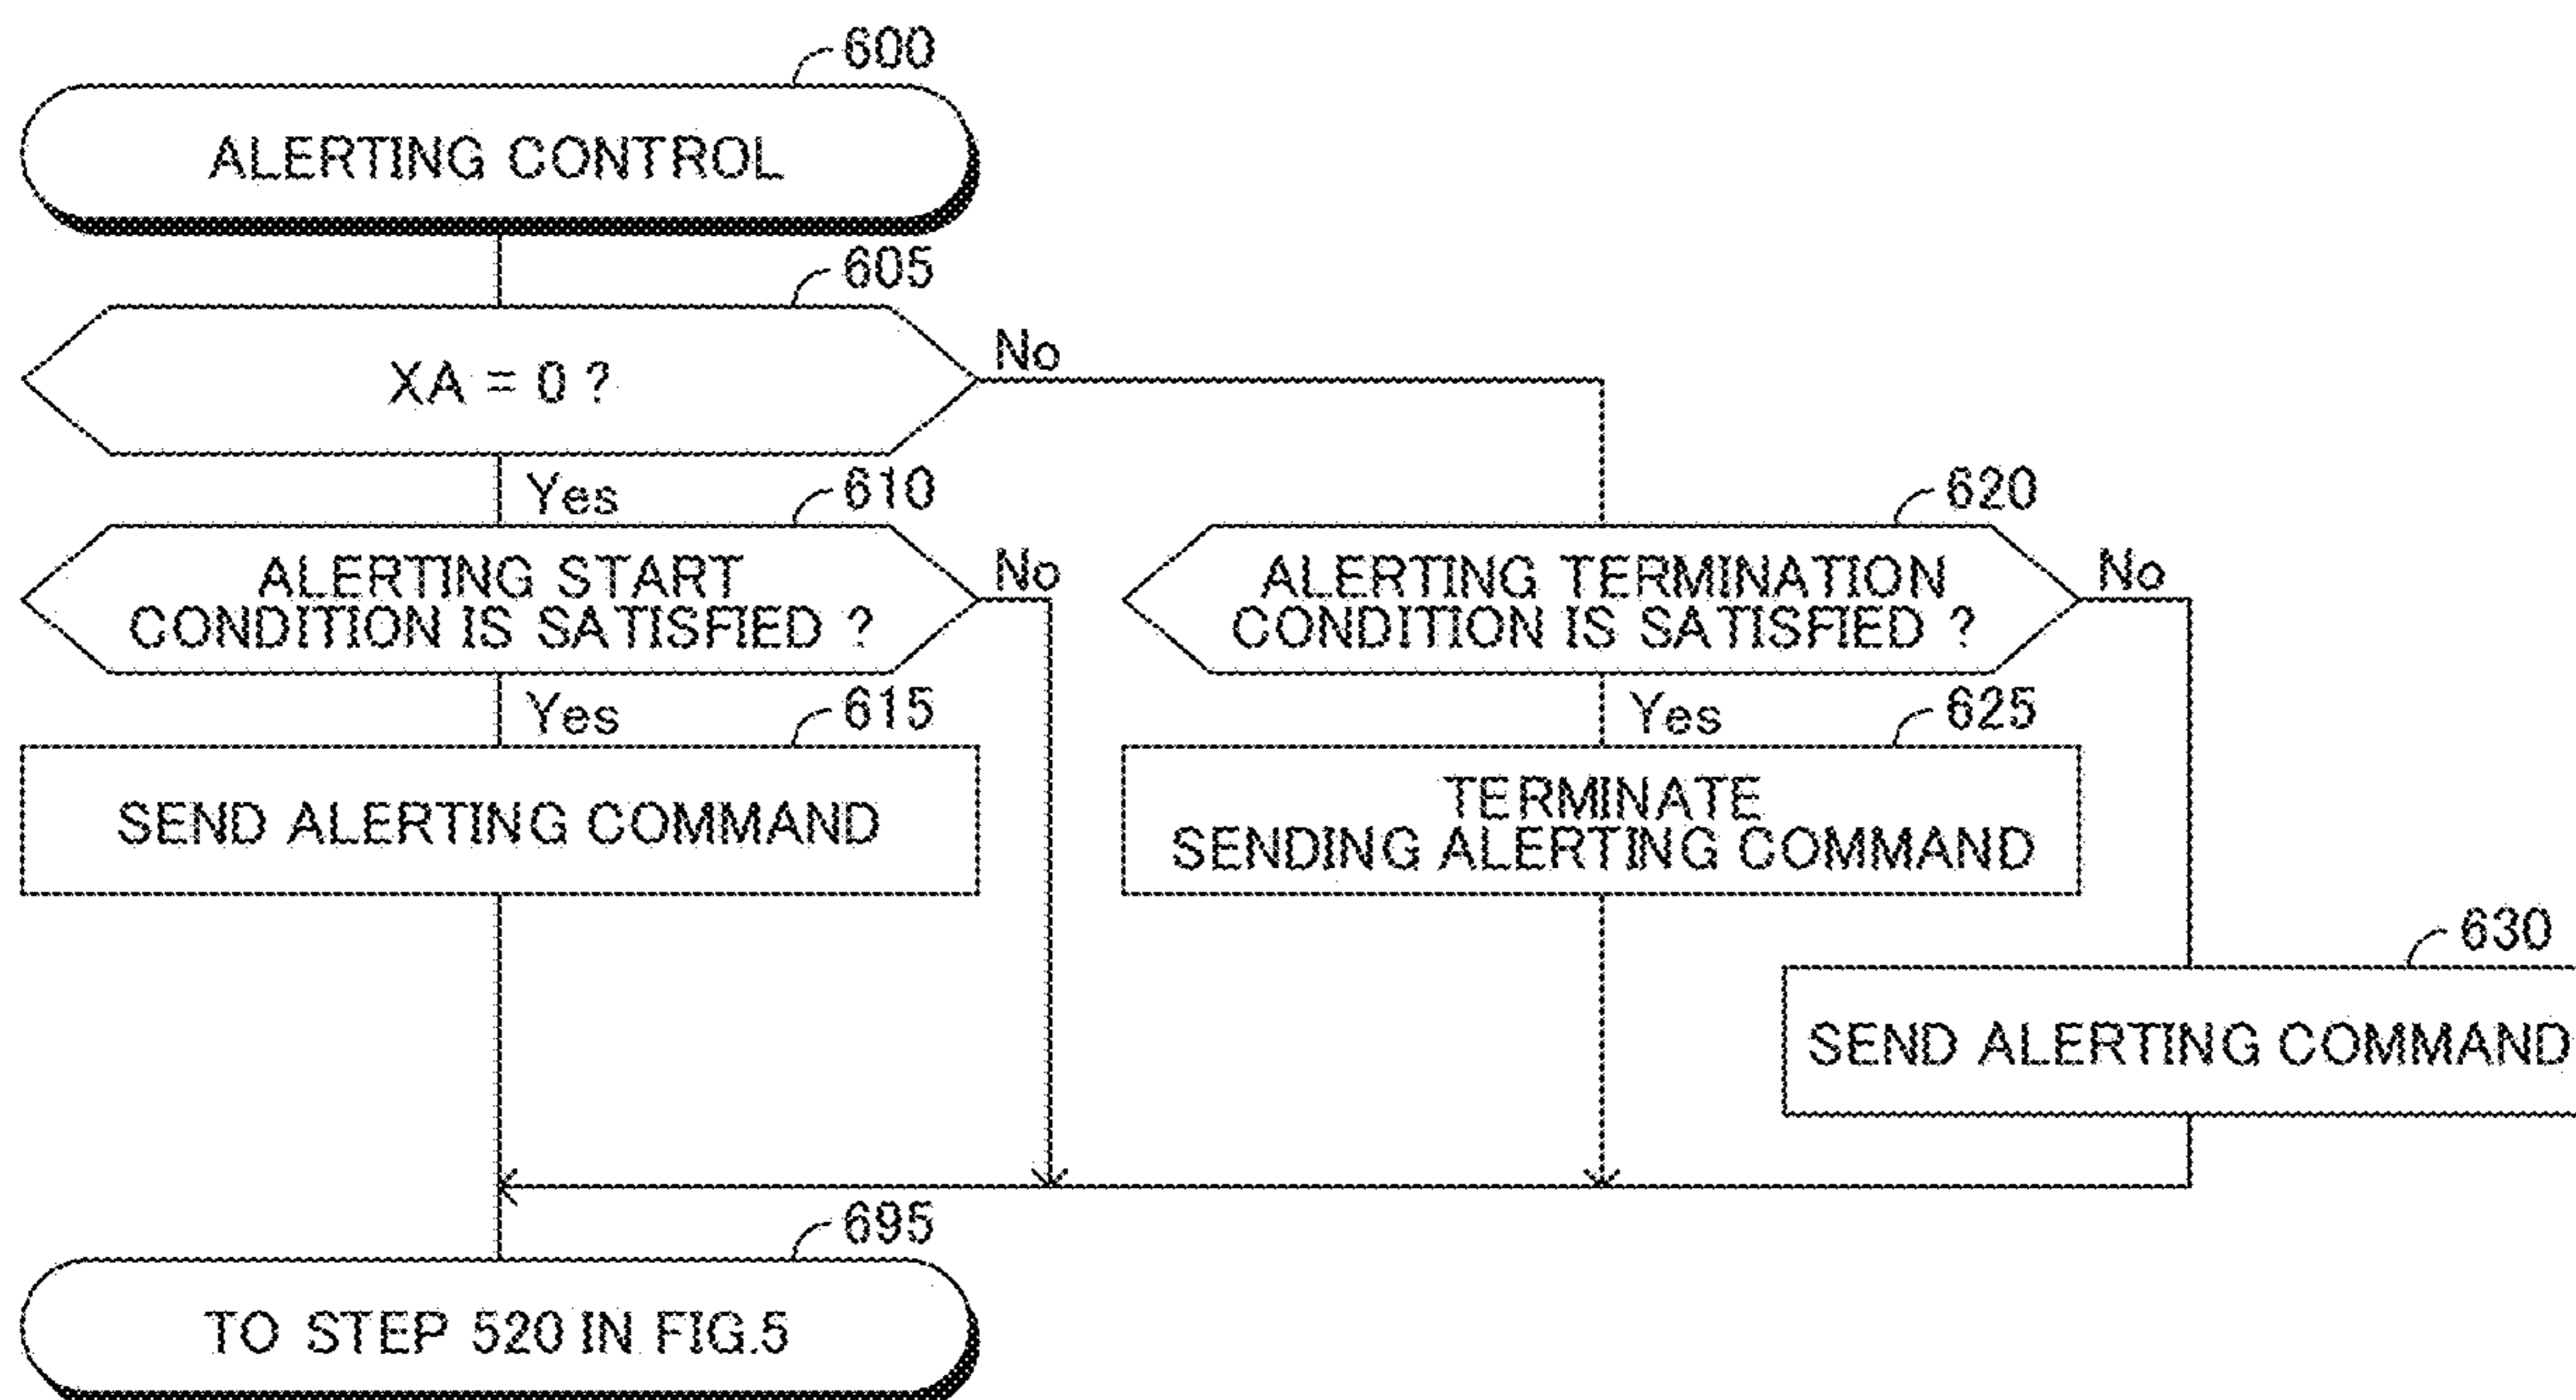 600
ALERTING CONTROL
605
XA = 0 ?
No
Yes
610
ALERTING START
CONDITION IS SATISFIED ?
No
620
ALERTING TERMINATION
CONDITION IS SATISFIED ?
No
Yes
615
SEND ALERTING COMMAND
Yes
625
TERMINATE
SENDING ALERTING COMMAND
630
SEND ALERTING COMMAND
695
TO STEP 520 IN FIG.5